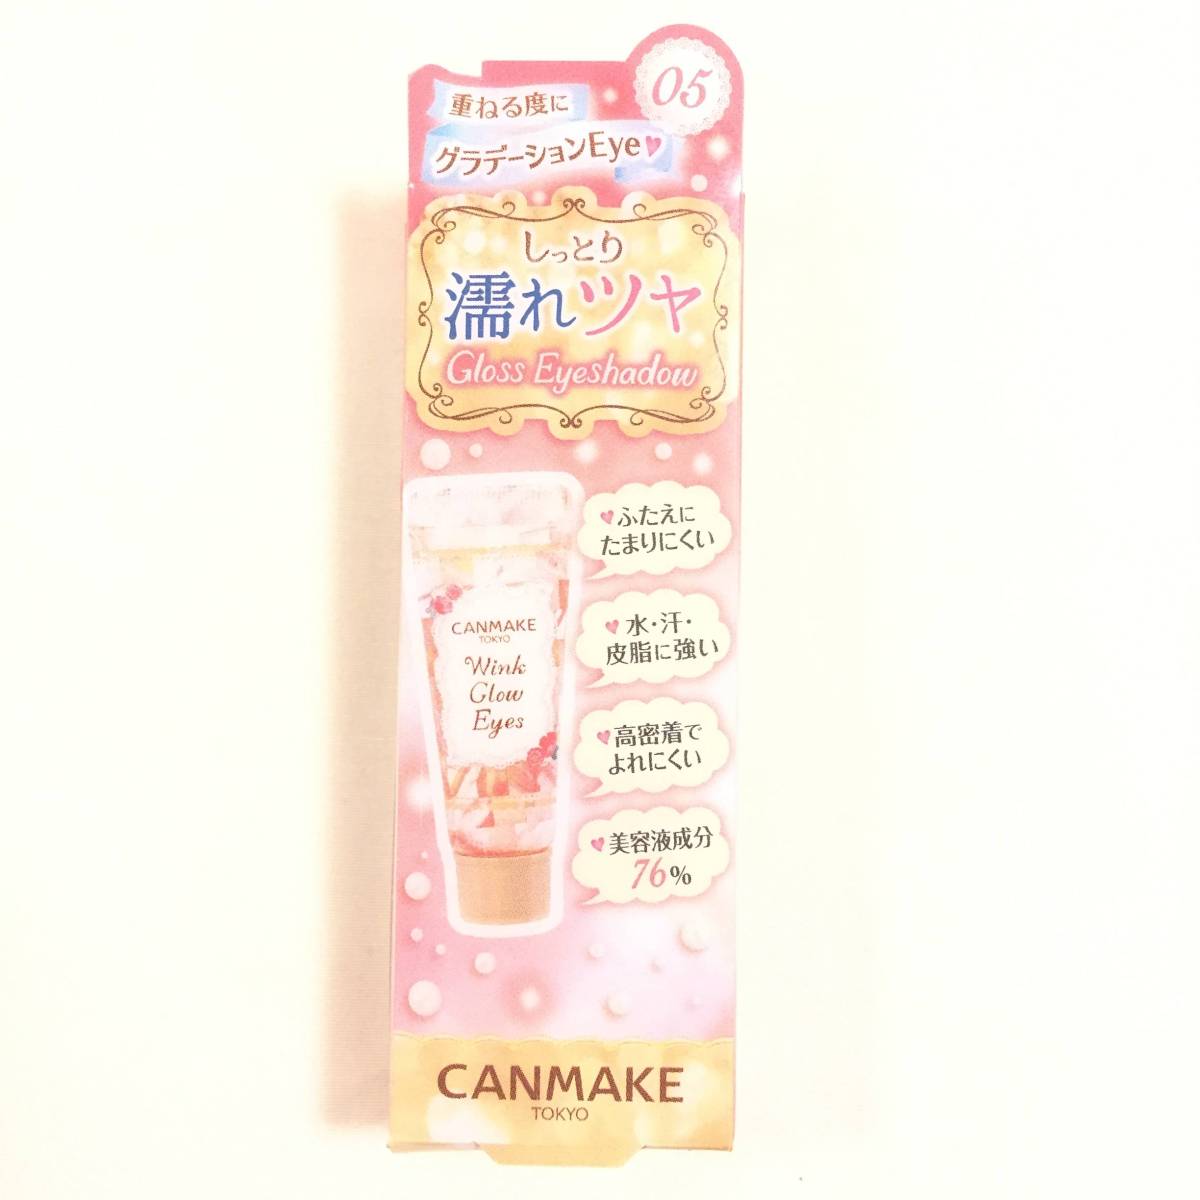 05
重ねる度に
グラデーションEye♥
しっとり
濡れツヤ
Gloss Eyeshadow
♥ふたえに
たまりにくい
♥水・汗・
皮脂に強い
♥高密着で
よれにくい
♥美容液成分
76%
CANMAKE
TOKYO
Wink
Glow
Eyes
CANMAKE
TOKYO